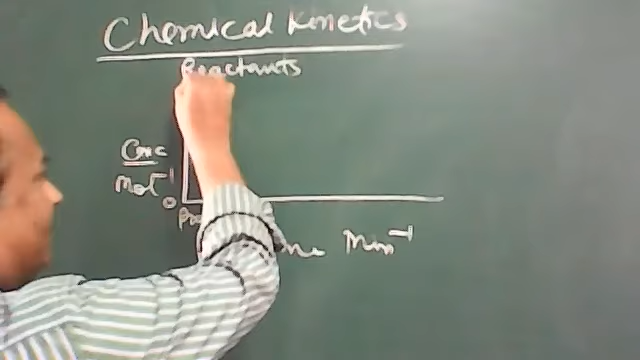 Chemical Kinetics
Reactants
Conc
Mol⁻¹
0
Min⁻¹